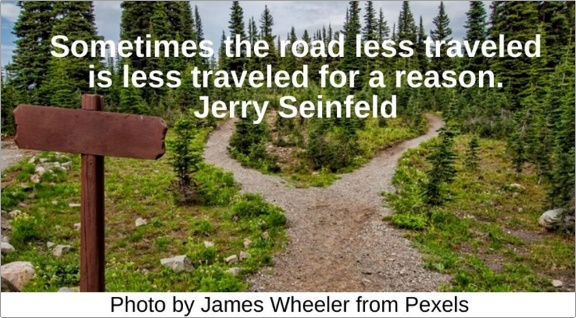 Sometimes the road less traveled
is less traveled for a reason.
Jerry Seinfeld
Photo by James Wheeler from Pexels